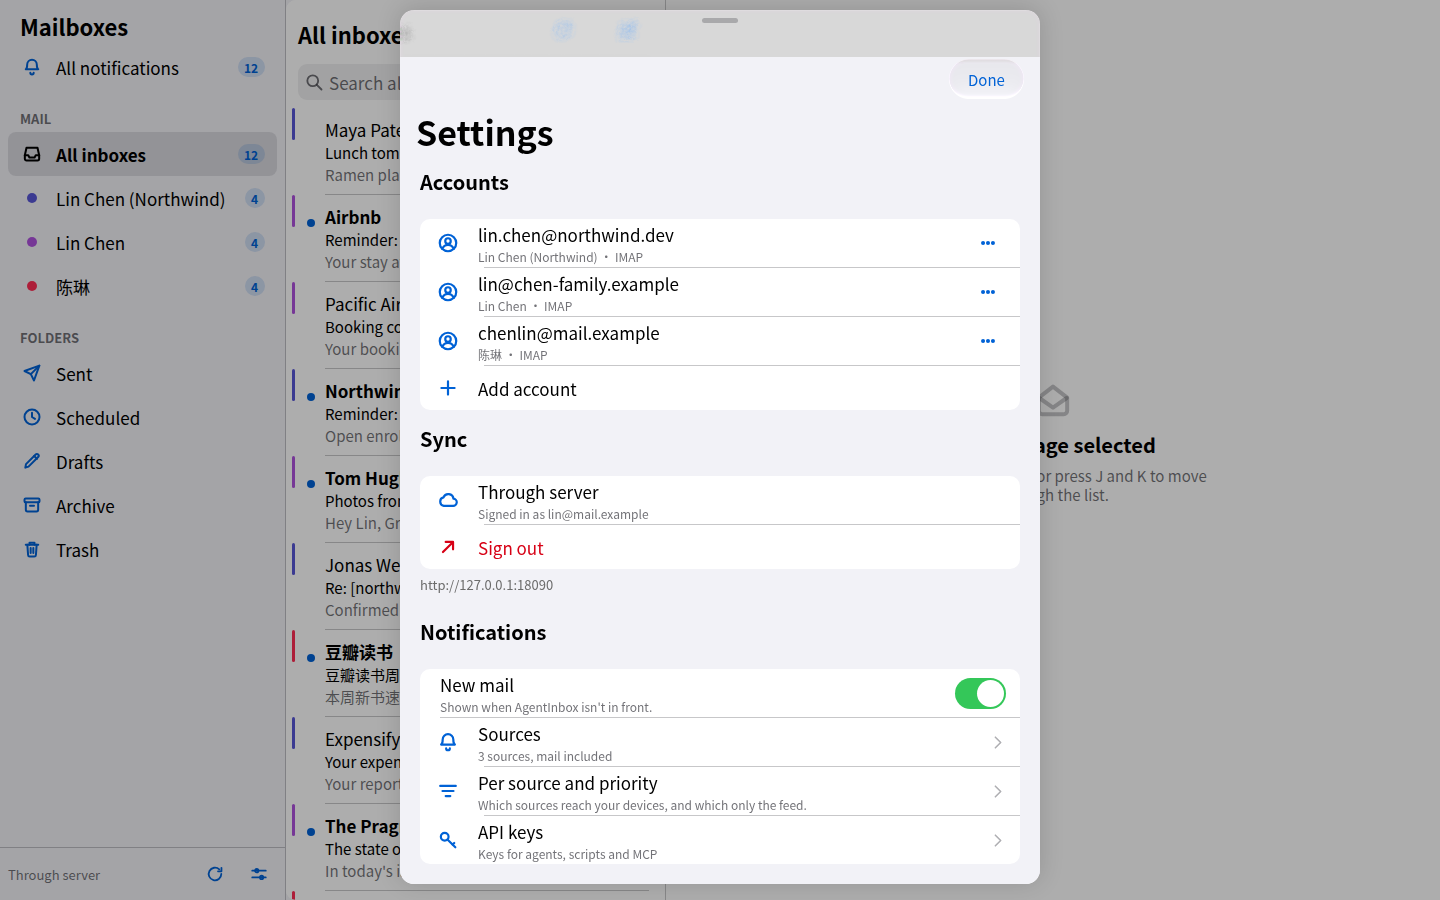 Mailboxes
All notifications
12
MAIL
All inboxes
12
Lin Chen (Northwind)
4
Lin Chen
4
陈琳
4
FOLDERS
Sent
Scheduled
Drafts
Archive
Trash
Through server
All inboxe
Search al
Maya Pate
Lunch tom
Ramen pla
Airbnb
Reminder:
Your stay a
Pacific Air
Booking co
Your booki
Northwin
Reminder:
Open enro
Tom Hug
Photos from
Hey Lin, Gr
Jonas We
Re: [northw
Confirmed
豆瓣读书
豆瓣读书周
本周新书速
Expensify
Your expen
Your report
The Prag
The state o
In today's i
Done
Settings
Accounts
lin.chen@northwind.dev
Lin Chen (Northwind) • IMAP
lin@chen-family.example
Lin Chen • IMAP
chenlin@mail.example
陈琳 • IMAP
Add account
Sync
Through server
Signed in as lin@mail.example
Sign out
http://127.0.0.1:18090
Notifications
New mail
Shown when AgentInbox isn't in front.
Sources
3 sources, mail included
Per source and priority
Which sources reach your devices, and which only the feed.
API keys
Keys for agents, scripts and MCP
age selected
or press J and K to move
gh the list.